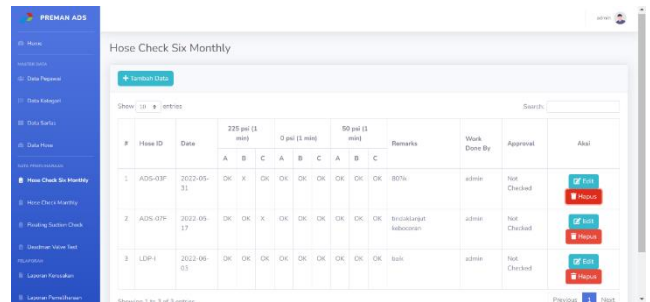 PREMAN ADS
admin
Home
Hose Check Six Monthly
MASTER DATA
Data Pegawai
Tambah Data
Data Kategori
Show 10 entries
Search:
Data Status
Data Hose
# Hose ID Date 225 psi (1 min) 0 psi (1 min) 50 psi (1 min) Remarks Work Done By Approval Aksi
A B C A B C A B C
Hose Check Six Monthly
1 ADS-03F 2022-05-31 OK X OK OK OK OK OK OK OK admin Not Checked Edit
Hapus
Hose Check Monthly
Floating Suction Check
2 ADS-07F 2022-05-17 OK OK X OK OK OK OK OK OK kebocoran admin Not Checked Edit
Hapus
Deadman Valve Test
PELAPORAN
Laporan Kerusakan
3 LDP-I 2022-06-03 OK OK OK OK OK OK OK OK OK baik admin Not Checked Edit
Hapus
Laporan Pemeliharaan
Showing 1 to 3 of 3 entries
Previous 1 Next